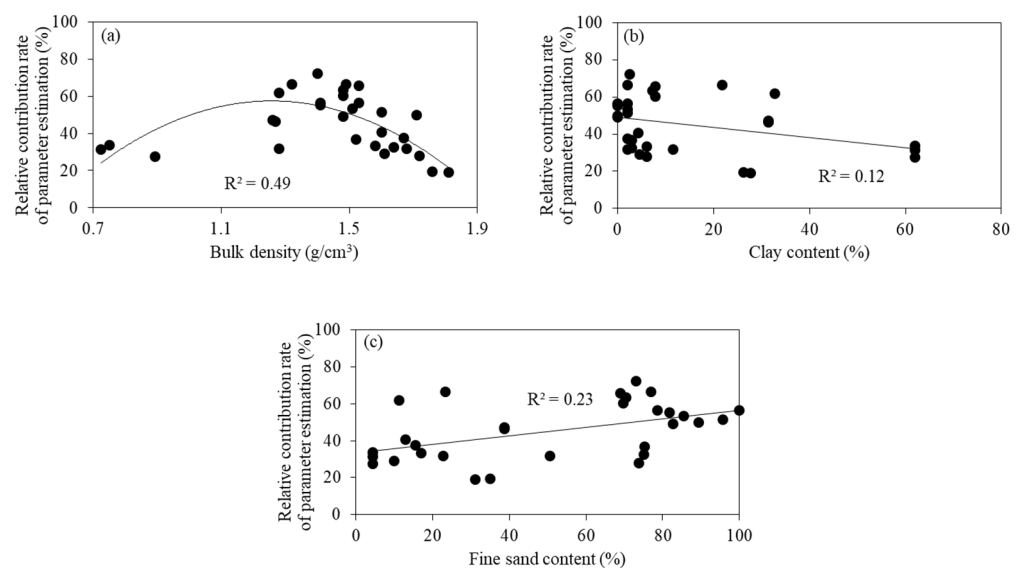 (a)
Relative contribution rate
of parameter estimation (%)
100
80
60
40
20
0
R² = 0.49
0.7
1.1
1.5
1.9
Bulk density (g/cm³)
(b)
Relative contribution rate
of parameter estimation (%)
100
80
60
40
20
0
R² = 0.12
0
20
40
60
80
Clay content (%)
(c)
Relative contribution rate
of parameter estimation (%)
100
80
60
40
20
0
R² = 0.23
0
20
40
60
80
100
Fine sand content (%)